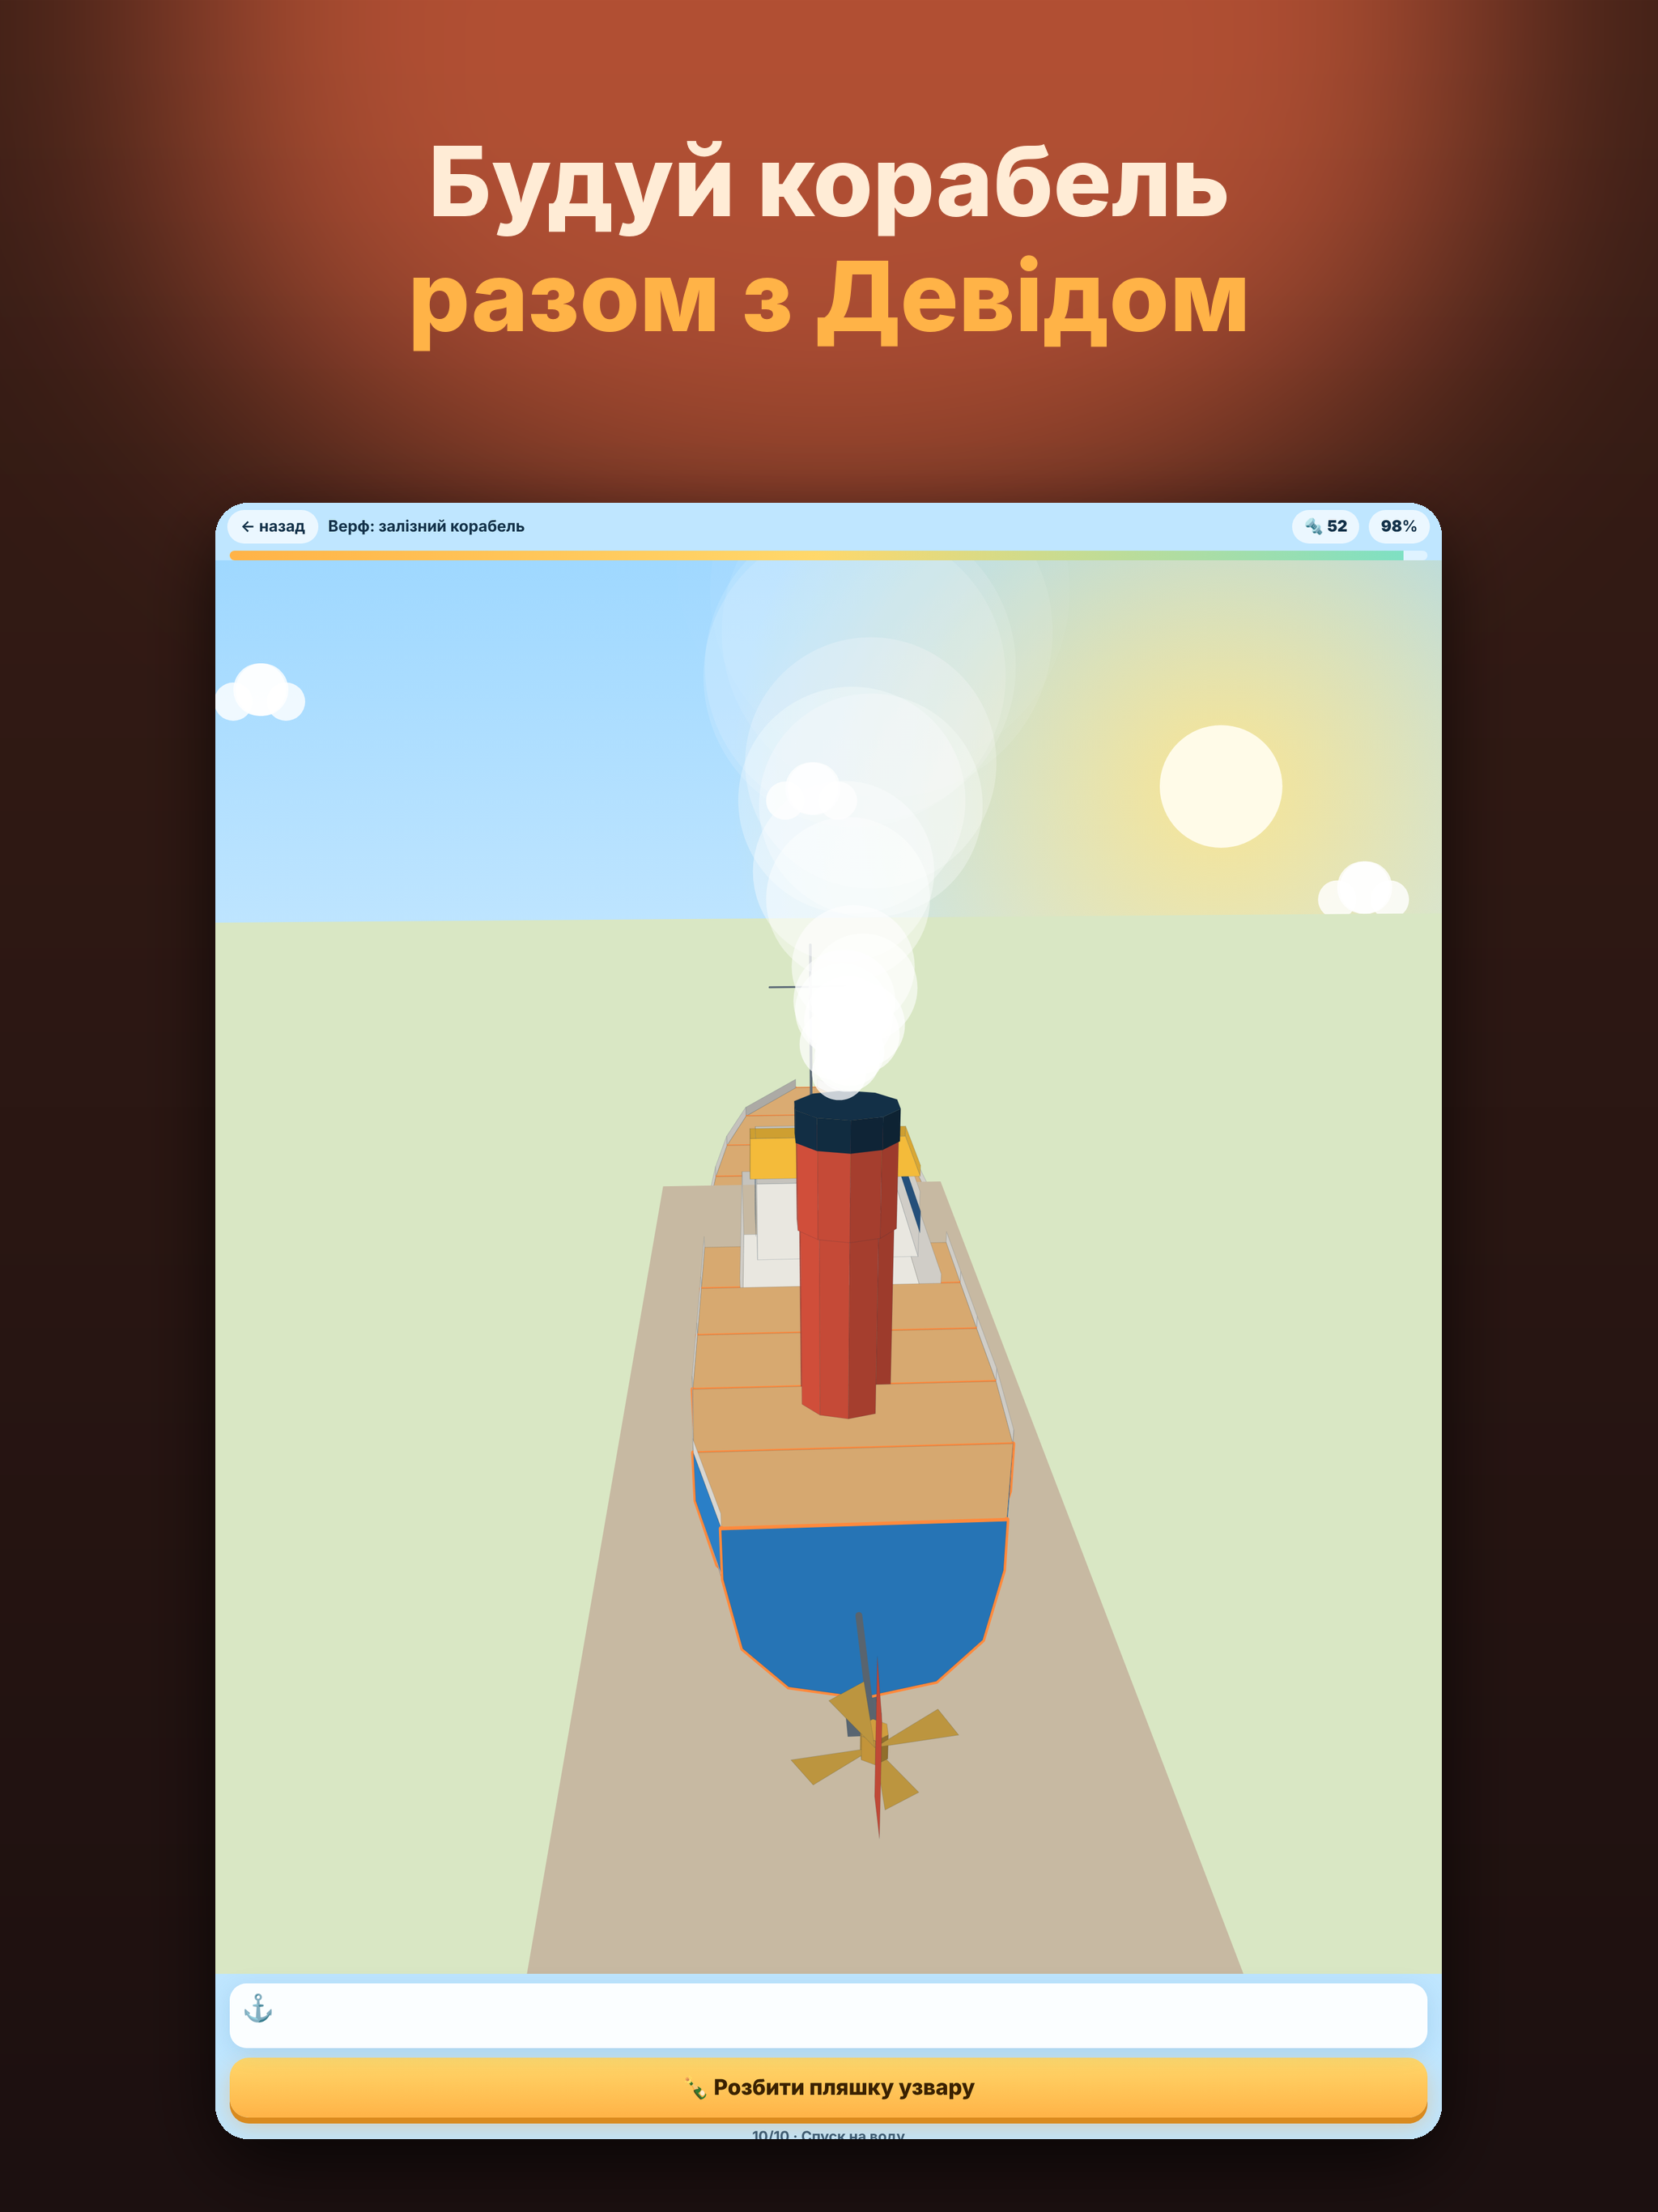 Будуй корабель
разом з Девідом
← назад Верф: залізний корабель 52 98%
Розбити пляшку узвару
10/10 · Спуск на воду